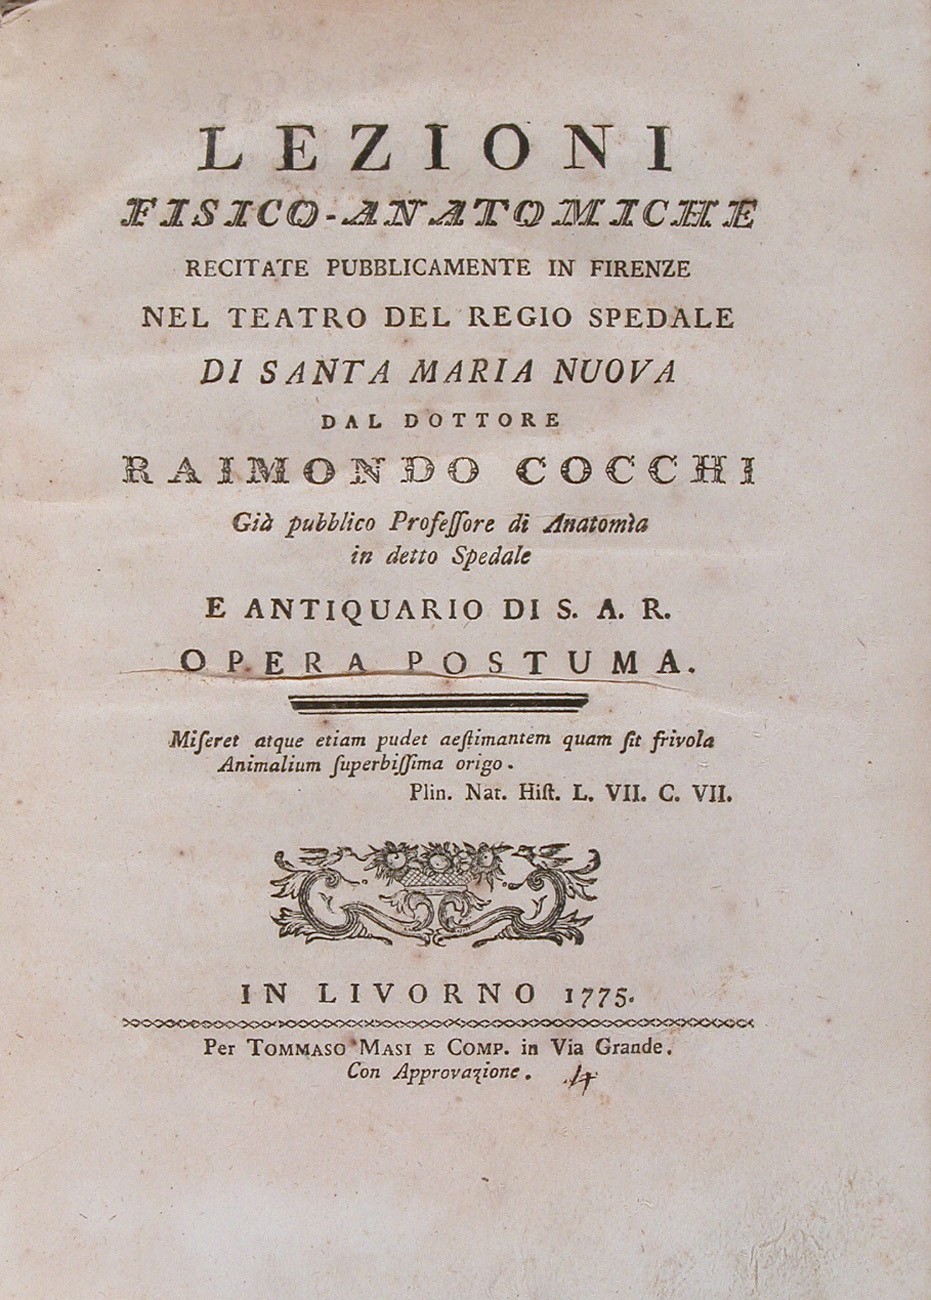 LEZIONI
FISICO-ANATOMICHE
RECITATE PUBBLICAMENTE IN FIRENZE
NEL TEATRO DEL REGIO SPEDALE
DI SANTA MARIA NUOVA
DAL DOTTORE
RAIMONDO COCCHI
Già pubblico Profeſſore di Anatomìa
in detto Spedale
E ANTIQUARIO DI S. A. R.
OPERA POSTUMA.
Miſeret atque etiam pudet aeſtimantem quam ſit frivola
Animalium ſuperbiſſima origo.
Plin. Nat. Hiſt. L. VII. C. VII.
IN LIVORNO 1775.
Per TOMMASO MASI E COMP. in Via Grande.
Con Approvazione.